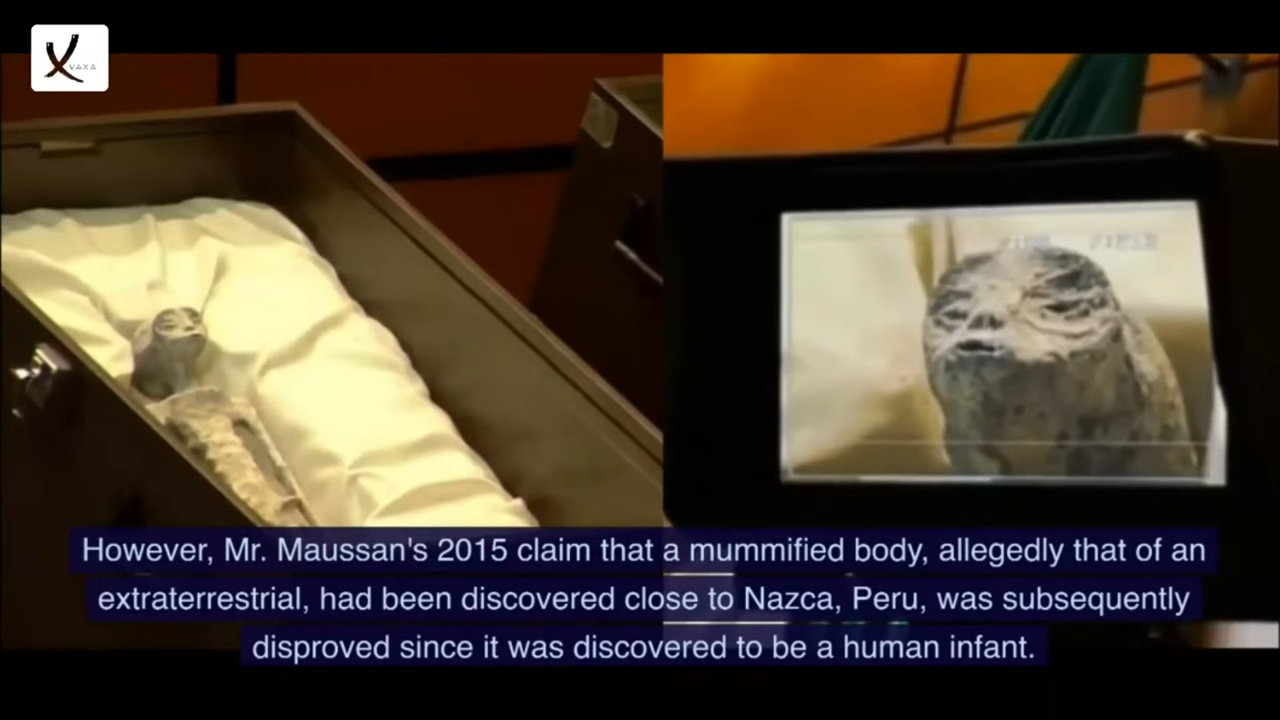 VAXA
However, Mr. Maussan's 2015 claim that a mummified body, allegedly that of an
extraterrestrial, had been discovered close to Nazca, Peru, was subsequently
disproved since it was discovered to be a human infant.